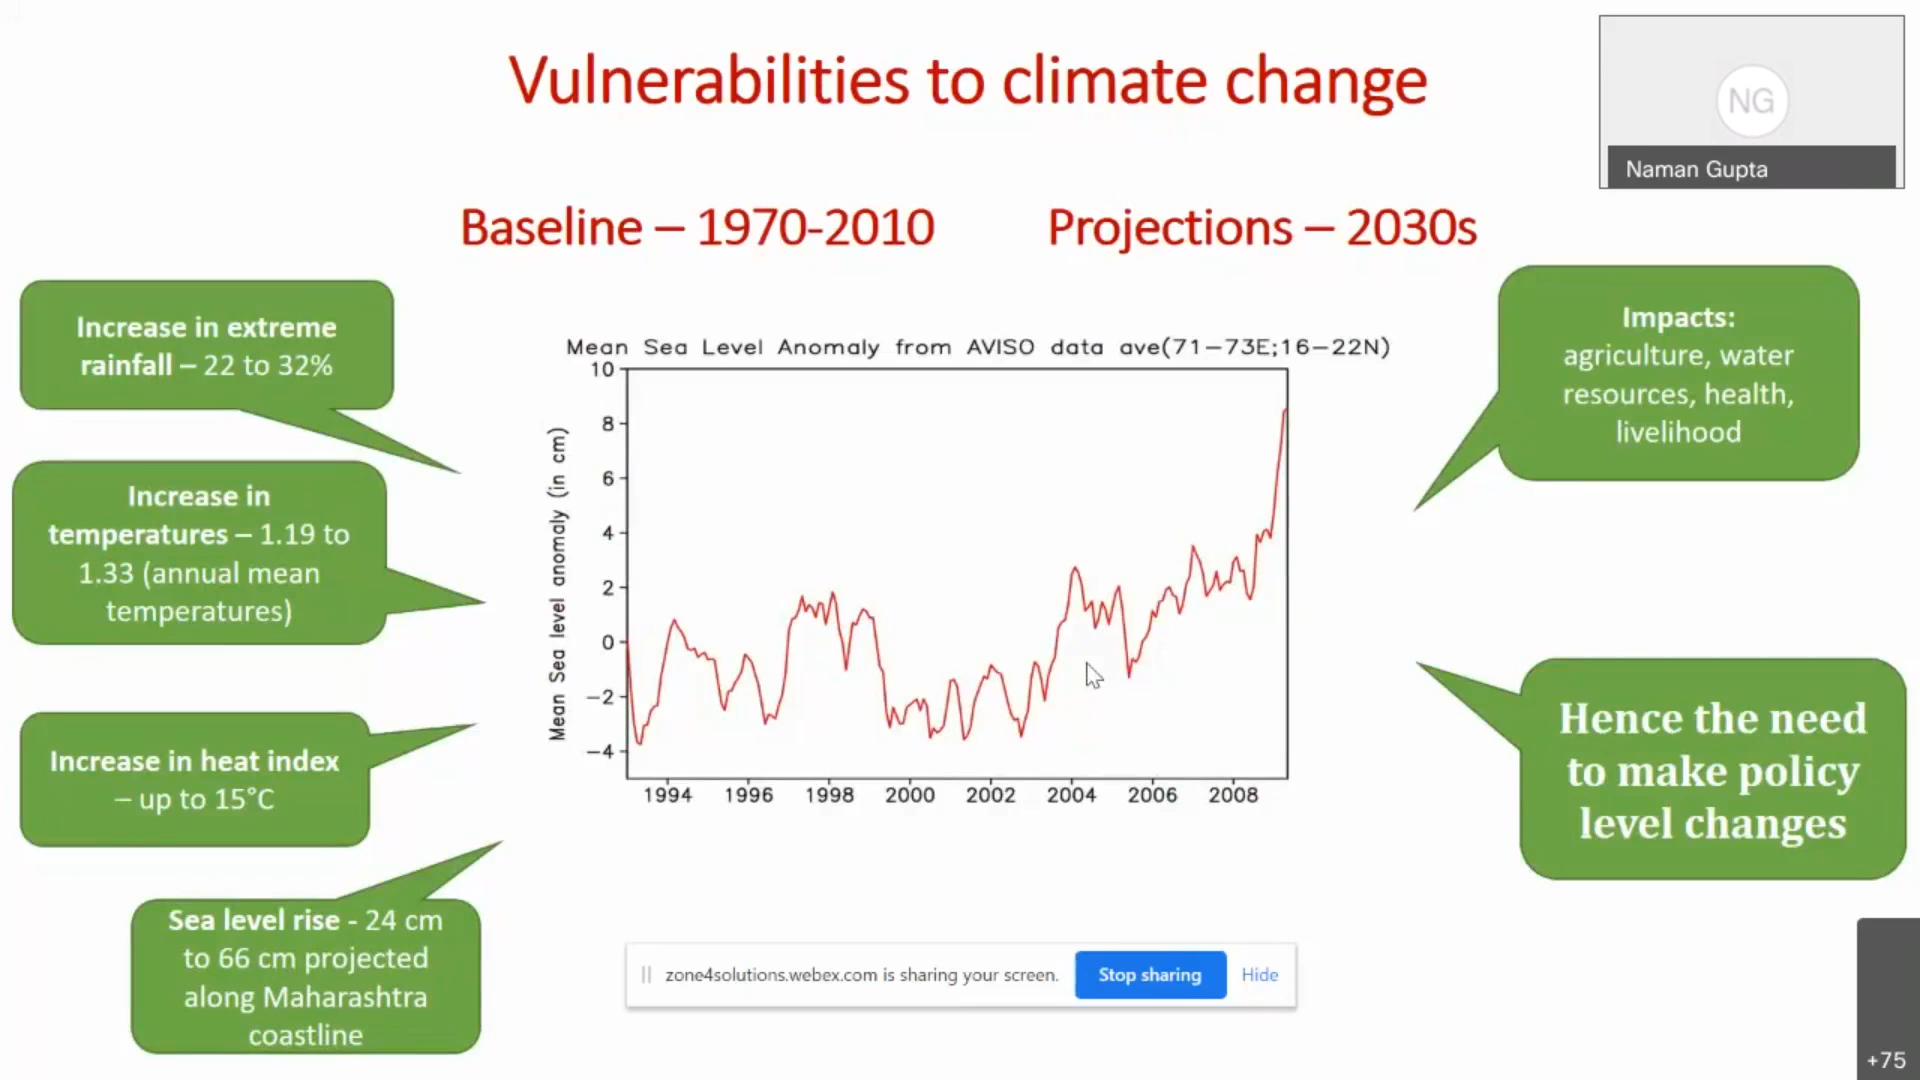 Vulnerabilities to climate change
NG
Naman Gupta
Baseline – 1970-2010
Projections – 2030s
Increase in extreme
rainfall – 22 to 32%
Increase in
temperatures – 1.19 to
1.33 (annual mean
temperatures)
Increase in heat index
– up to 15°C
Sea level rise - 24 cm
to 66 cm projected
along Maharashtra
coastline
Mean Sea Level Anomaly from AVISO data ave(71−73E;16−22N)
Mean Sea level anomaly (in cm)
10
8
6
4
2
0
−2
−4
1994 1996 1998 2000 2002 2004 2006 2008
Impacts:
agriculture, water
resources, health,
livelihood
Hence the need
to make policy
level changes
zone4solutions.webex.com is sharing your screen.
Stop sharing
Hide
+75